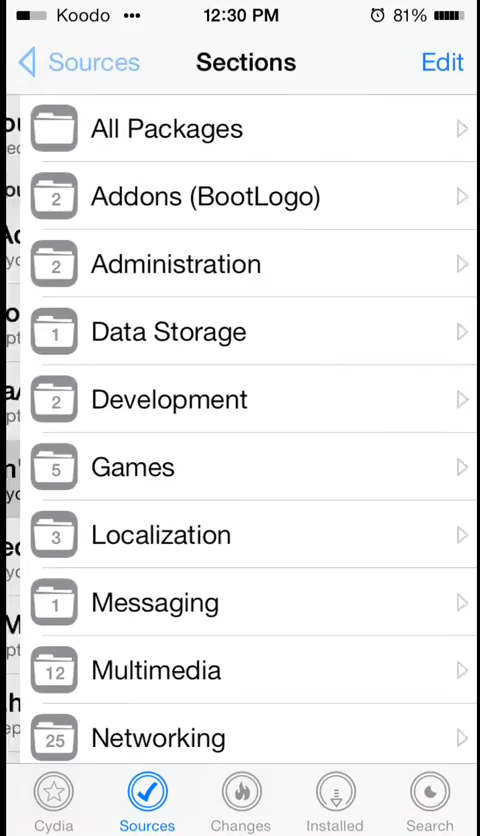 Koodo ••• 12:30 PM 81%
Sources Sections Edit
All Packages
2 Addons (BootLogo)
2 Administration
1 Data Storage
2 Development
5 Games
3 Localization
1 Messaging
12 Multimedia
25 Networking
Cydia Sources Changes Installed Search